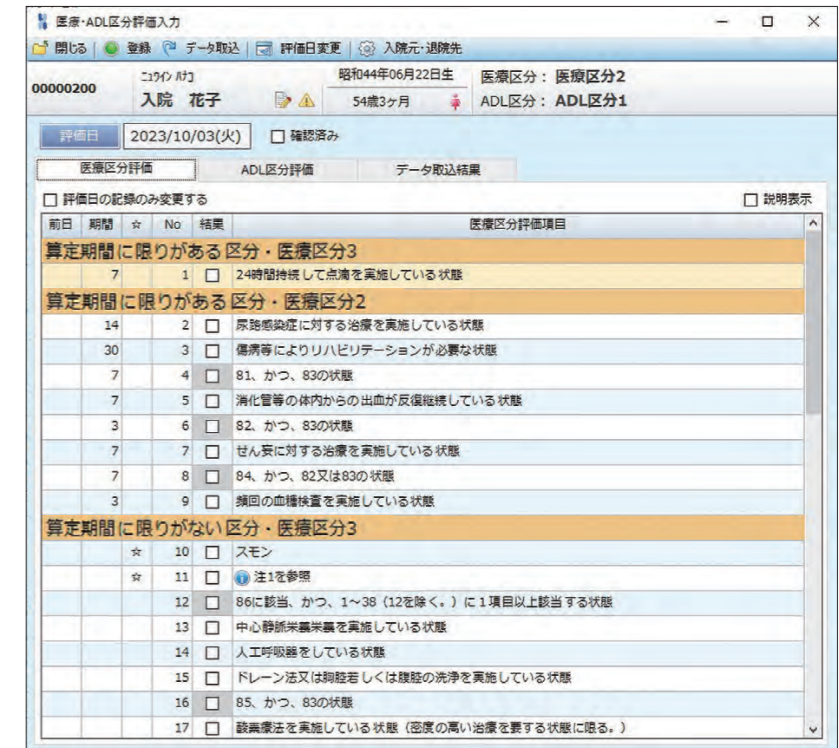 医療・ADL区分評価入力
閉じる 登録 データ取込 評価日変更 入院元・退院先
00000200
ニュウイン ハナコ
入院 花子
昭和44年06月22日生
54歳3ヶ月
医療区分： 医療区分2
ADL区分： ADL区分1
評価日 2023/10/03(火) 確認済み
医療区分評価 ADL区分評価 データ取込結果
評価日の記録のみ変更する 説明表示
前日 期間 ☆ No 結果 医療区分評価項目
算定期間に限りがある区分・医療区分3
7 1 24時間持続して点滴を実施している状態
算定期間に限りがある区分・医療区分2
14 2 尿路感染症に対する治療を実施している状態
30 3 傷病等によりリハビリテーションが必要な状態
7 4 81、かつ、83の状態
7 5 消化管等の体内からの出血が反復継続している状態
3 6 82、かつ、83の状態
7 7 せん妄に対する治療を実施している状態
7 8 84、かつ、82又は83の状態
3 9 頻回の血糖検査を実施している状態
算定期間に限りがない区分・医療区分3
☆ 10 スモン
☆ 11 注1を参照
12 86に該当、かつ、1～38（12を除く。）に1項目以上該当する状態
13 中心静脈栄養栄養を実施している状態
14 人工呼吸器をしている状態
15 ドレーン法又は胸腔若しくは腹腔の洗浄を実施している状態
16 85、かつ、83の状態
17 酸素療法を実施している状態（密度の高い治療を要する状態に限る。）